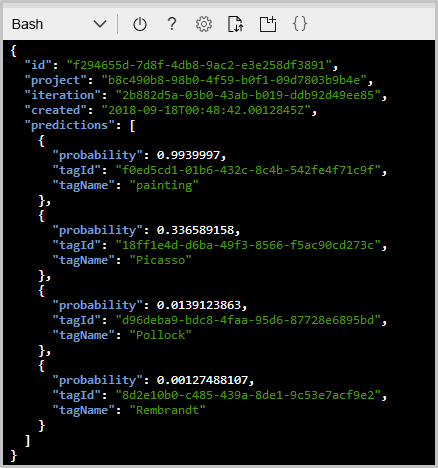 Bash
{
  "id": "f294655d-7d8f-4db8-9ac2-e3e258df3891",
  "project": "b8c490b8-98b0-4f59-b0f1-09d7803b9b4e",
  "iteration": "2b882d5a-03b0-43ab-b019-ddb92d49ee85",
  "created": "2018-09-18T00:48:42.0012845Z",
  "predictions": [
    {
      "probability": 0.9939997,
      "tagId": "f0ed5cd1-01b6-432c-8c4b-542fe4f71c9f",
      "tagName": "painting"
    },
    {
      "probability": 0.336589158,
      "tagId": "18ff1e4d-d6ba-49f3-8566-f5ac90cd273c",
      "tagName": "Picasso"
    },
    {
      "probability": 0.0139123863,
      "tagId": "d96deba9-bdc8-4faa-95d6-87728e6895bd",
      "tagName": "Pollock"
    },
    {
      "probability": 0.00127488107,
      "tagId": "8d2e10b0-c485-439a-8de1-9c53e7acf9e2",
      "tagName": "Rembrandt"
    }
  ]
}